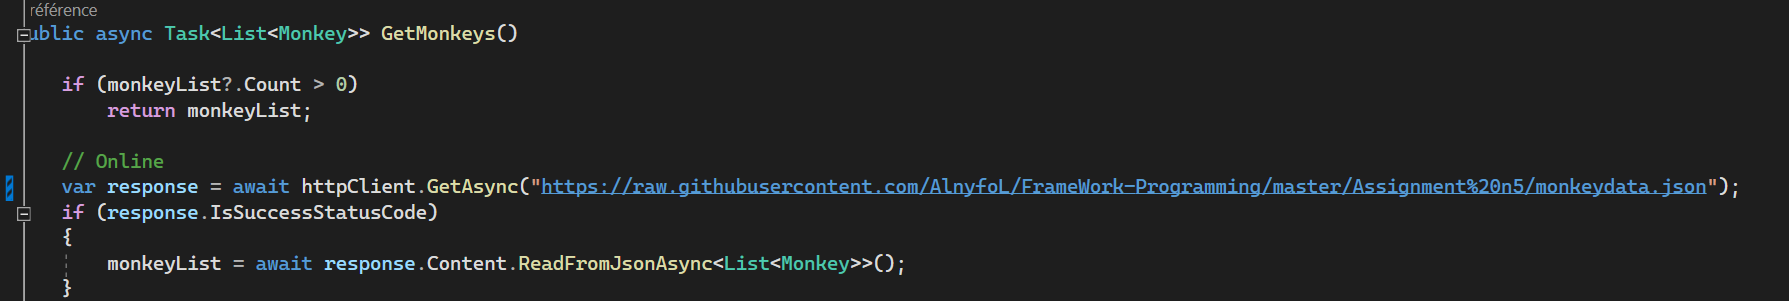 référence
ublic async Task<List<Monkey>> GetMonkeys()
if (monkeyList?.Count > 0)
return monkeyList;
// Online
var response = await httpClient.GetAsync("https://raw.githubusercontent.com/AlnyfoL/FrameWork-Programming/master/Assignment%20n5/monkeydata.json");
if (response.IsSuccessStatusCode)
{
monkeyList = await response.Content.ReadFromJsonAsync<List<Monkey>>();
}